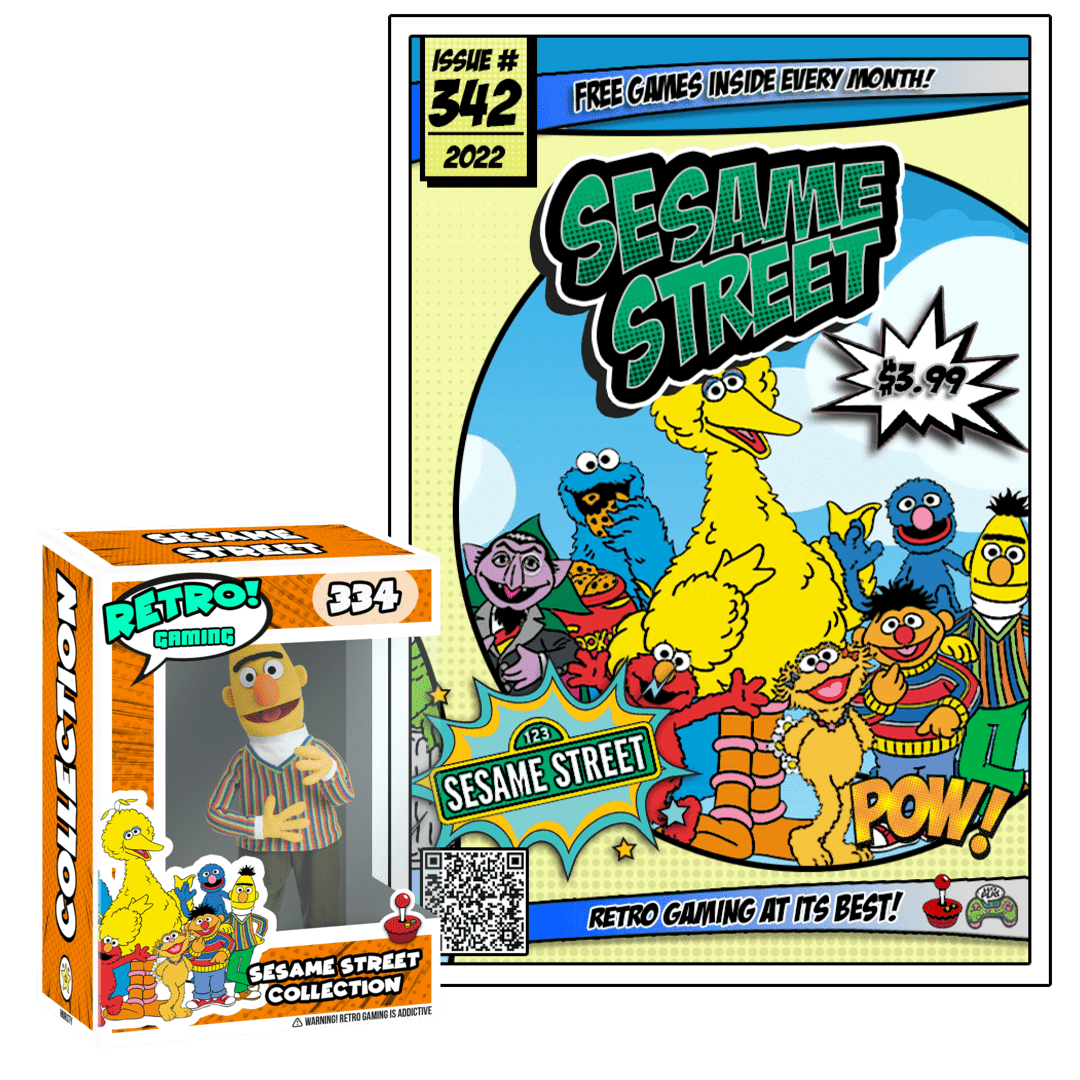 ISSUE #
342
2022
FREE GAMES INSIDE EVERY MONTH!
SESAME
STREET
$3.99
123
SESAME STREET
POW!
RETRO GAMING AT ITS BEST!
SESAME
STREET
RETRO!
GAMING
334
COLLECTION
SESAME STREET
COLLECTION
WARNING! RETRO GAMING IS ADDICTIVE